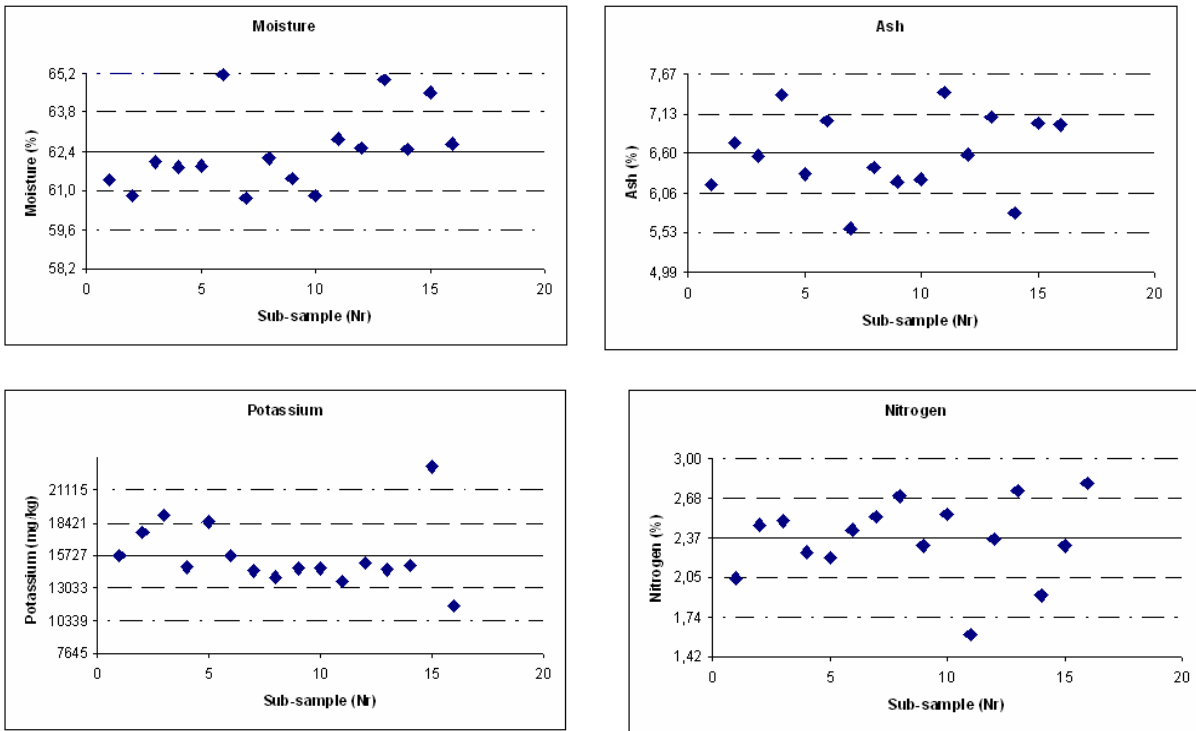 Moisture
65,2
63,8
62,4
61,0
59,6
58,2
Moisture (%)
0 5 10 15 20
Sub-sample (Nr)
Ash
7,67
7,13
6,60
6,06
5,53
4,99
Ash (%)
0 5 10 15 20
Sub-sample (Nr)
Potassium
21115
18421
15727
13033
10339
7645
Potassium (mg/kg)
0 5 10 15 20
Sub-sample (Nr)
Nitrogen
3,00
2,68
2,37
2,05
1,74
1,42
Nitrogen (%)
0 5 10 15 20
Sub-sample (Nr)